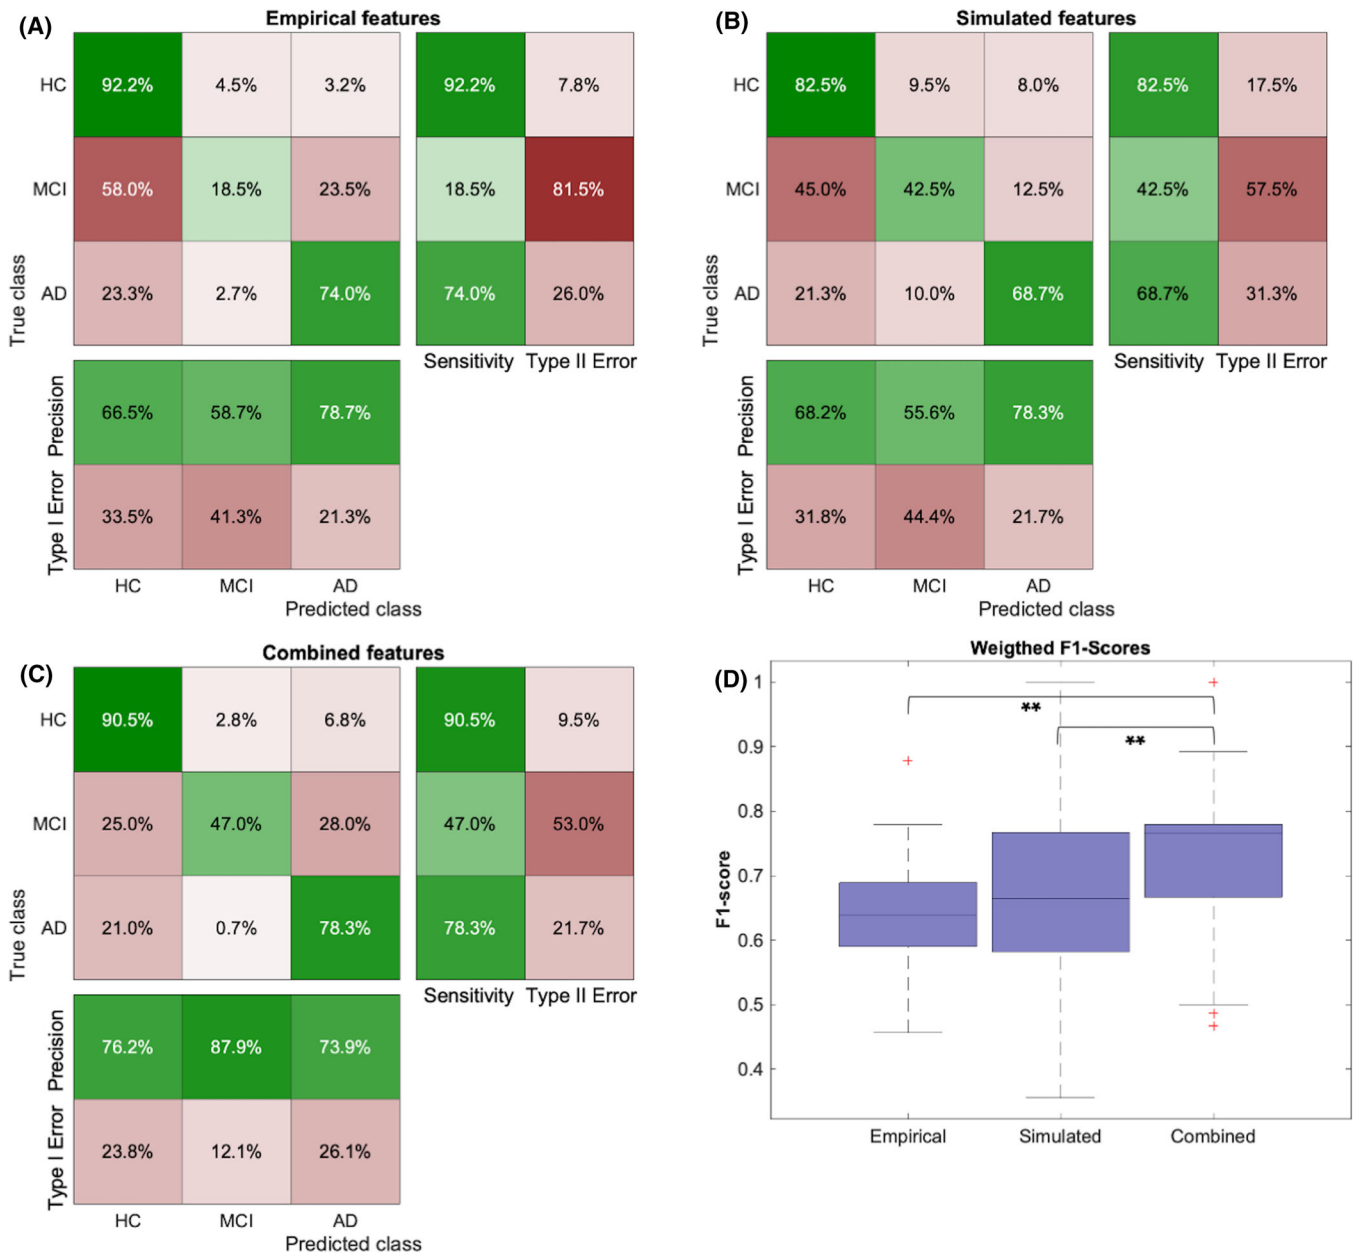 (A)
Empirical features
HC 92.2% 4.5% 3.2% 92.2% 7.8%
MCI 58.0% 18.5% 23.5% 18.5% 81.5%
AD 23.3% 2.7% 74.0% 74.0% 26.0%
True class
Sensitivity Type II Error
Precision 66.5% 58.7% 78.7%
Type I Error 33.5% 41.3% 21.3%
HC MCI AD
Predicted class
(B)
Simulated features
HC 82.5% 9.5% 8.0% 82.5% 17.5%
MCI 45.0% 42.5% 12.5% 42.5% 57.5%
AD 21.3% 10.0% 68.7% 68.7% 31.3%
True class
Sensitivity Type II Error
Precision 68.2% 55.6% 78.3%
Type I Error 31.8% 44.4% 21.7%
HC MCI AD
Predicted class
(C)
Combined features
HC 90.5% 2.8% 6.8% 90.5% 9.5%
MCI 25.0% 47.0% 28.0% 47.0% 53.0%
AD 21.0% 0.7% 78.3% 78.3% 21.7%
True class
Sensitivity Type II Error
Precision 76.2% 87.9% 73.9%
Type I Error 23.8% 12.1% 26.1%
HC MCI AD
Predicted class
(D)
Weigthed F1-Scores
1
**
**
0.9
0.8
0.7
0.6
0.5
0.4
F1-score
Empirical Simulated Combined